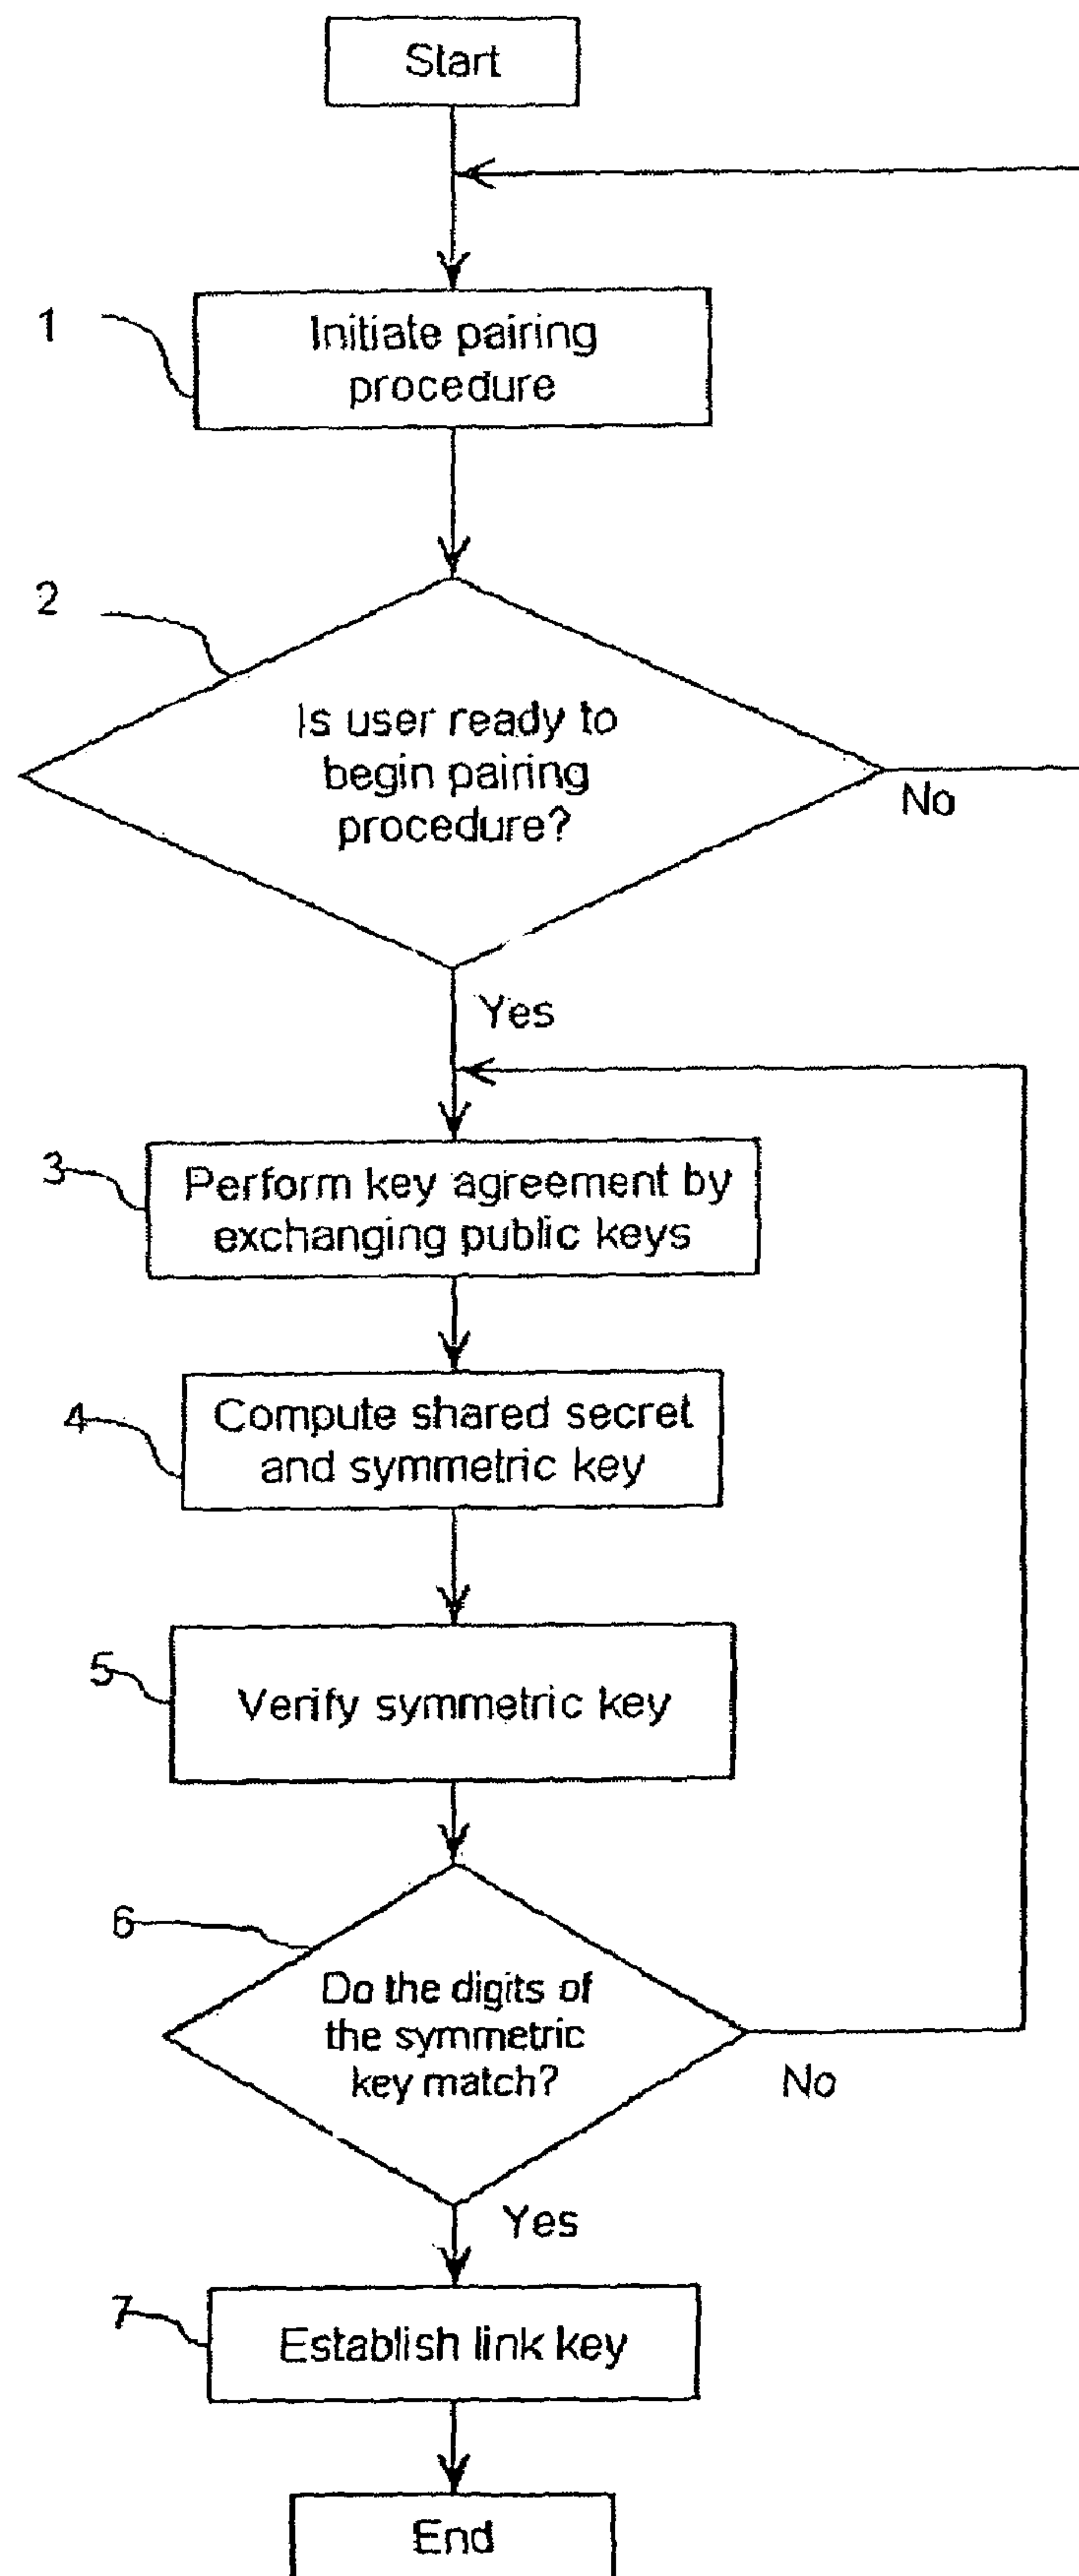 Start
1
Initiate pairing
procedure
2
Is user ready to
begin pairing
procedure?
No
Yes
3
Perform key agreement by
exchanging public keys
4
Compute shared secret
and symmetric key
5
Verify symmetric key
6
Do the digits of
the symmetric
key match?
No
Yes
7
Establish link key
End